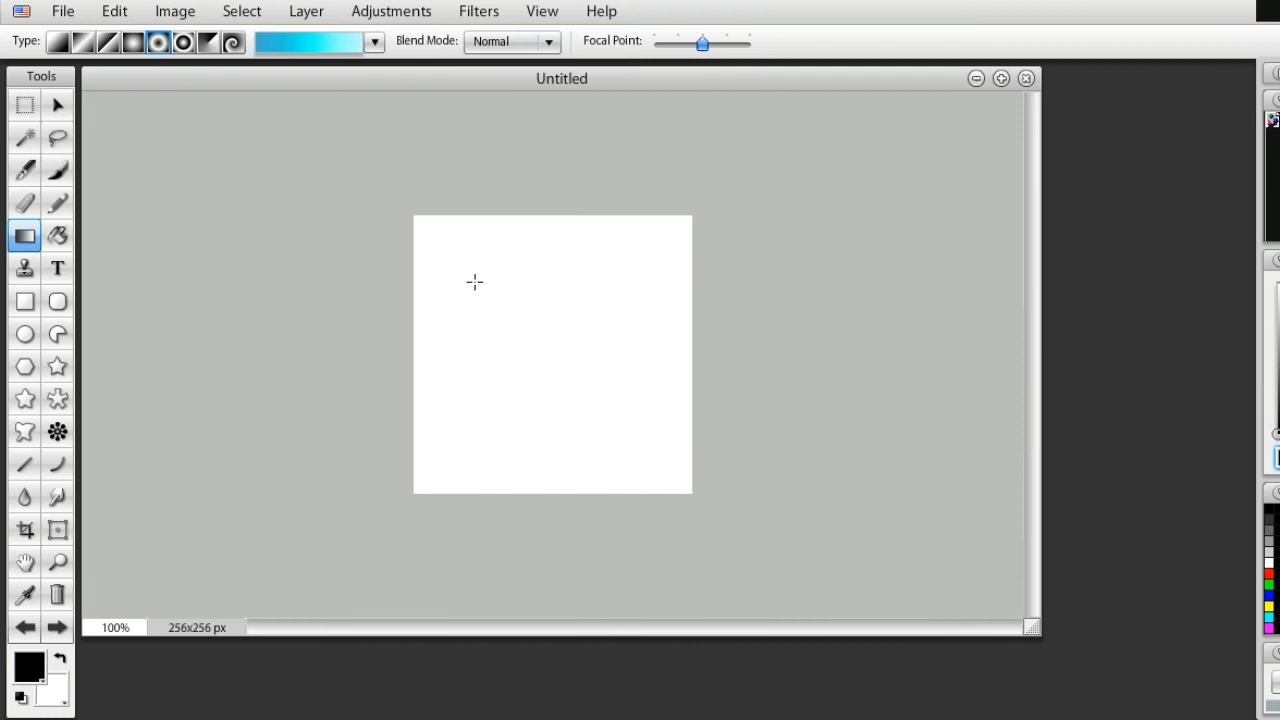 File Edit Image Select Layer Adjustments Filters View Help
Type: Blend Mode: Normal Focal Point:
Tools
Untitled
T
100% 256x256 px